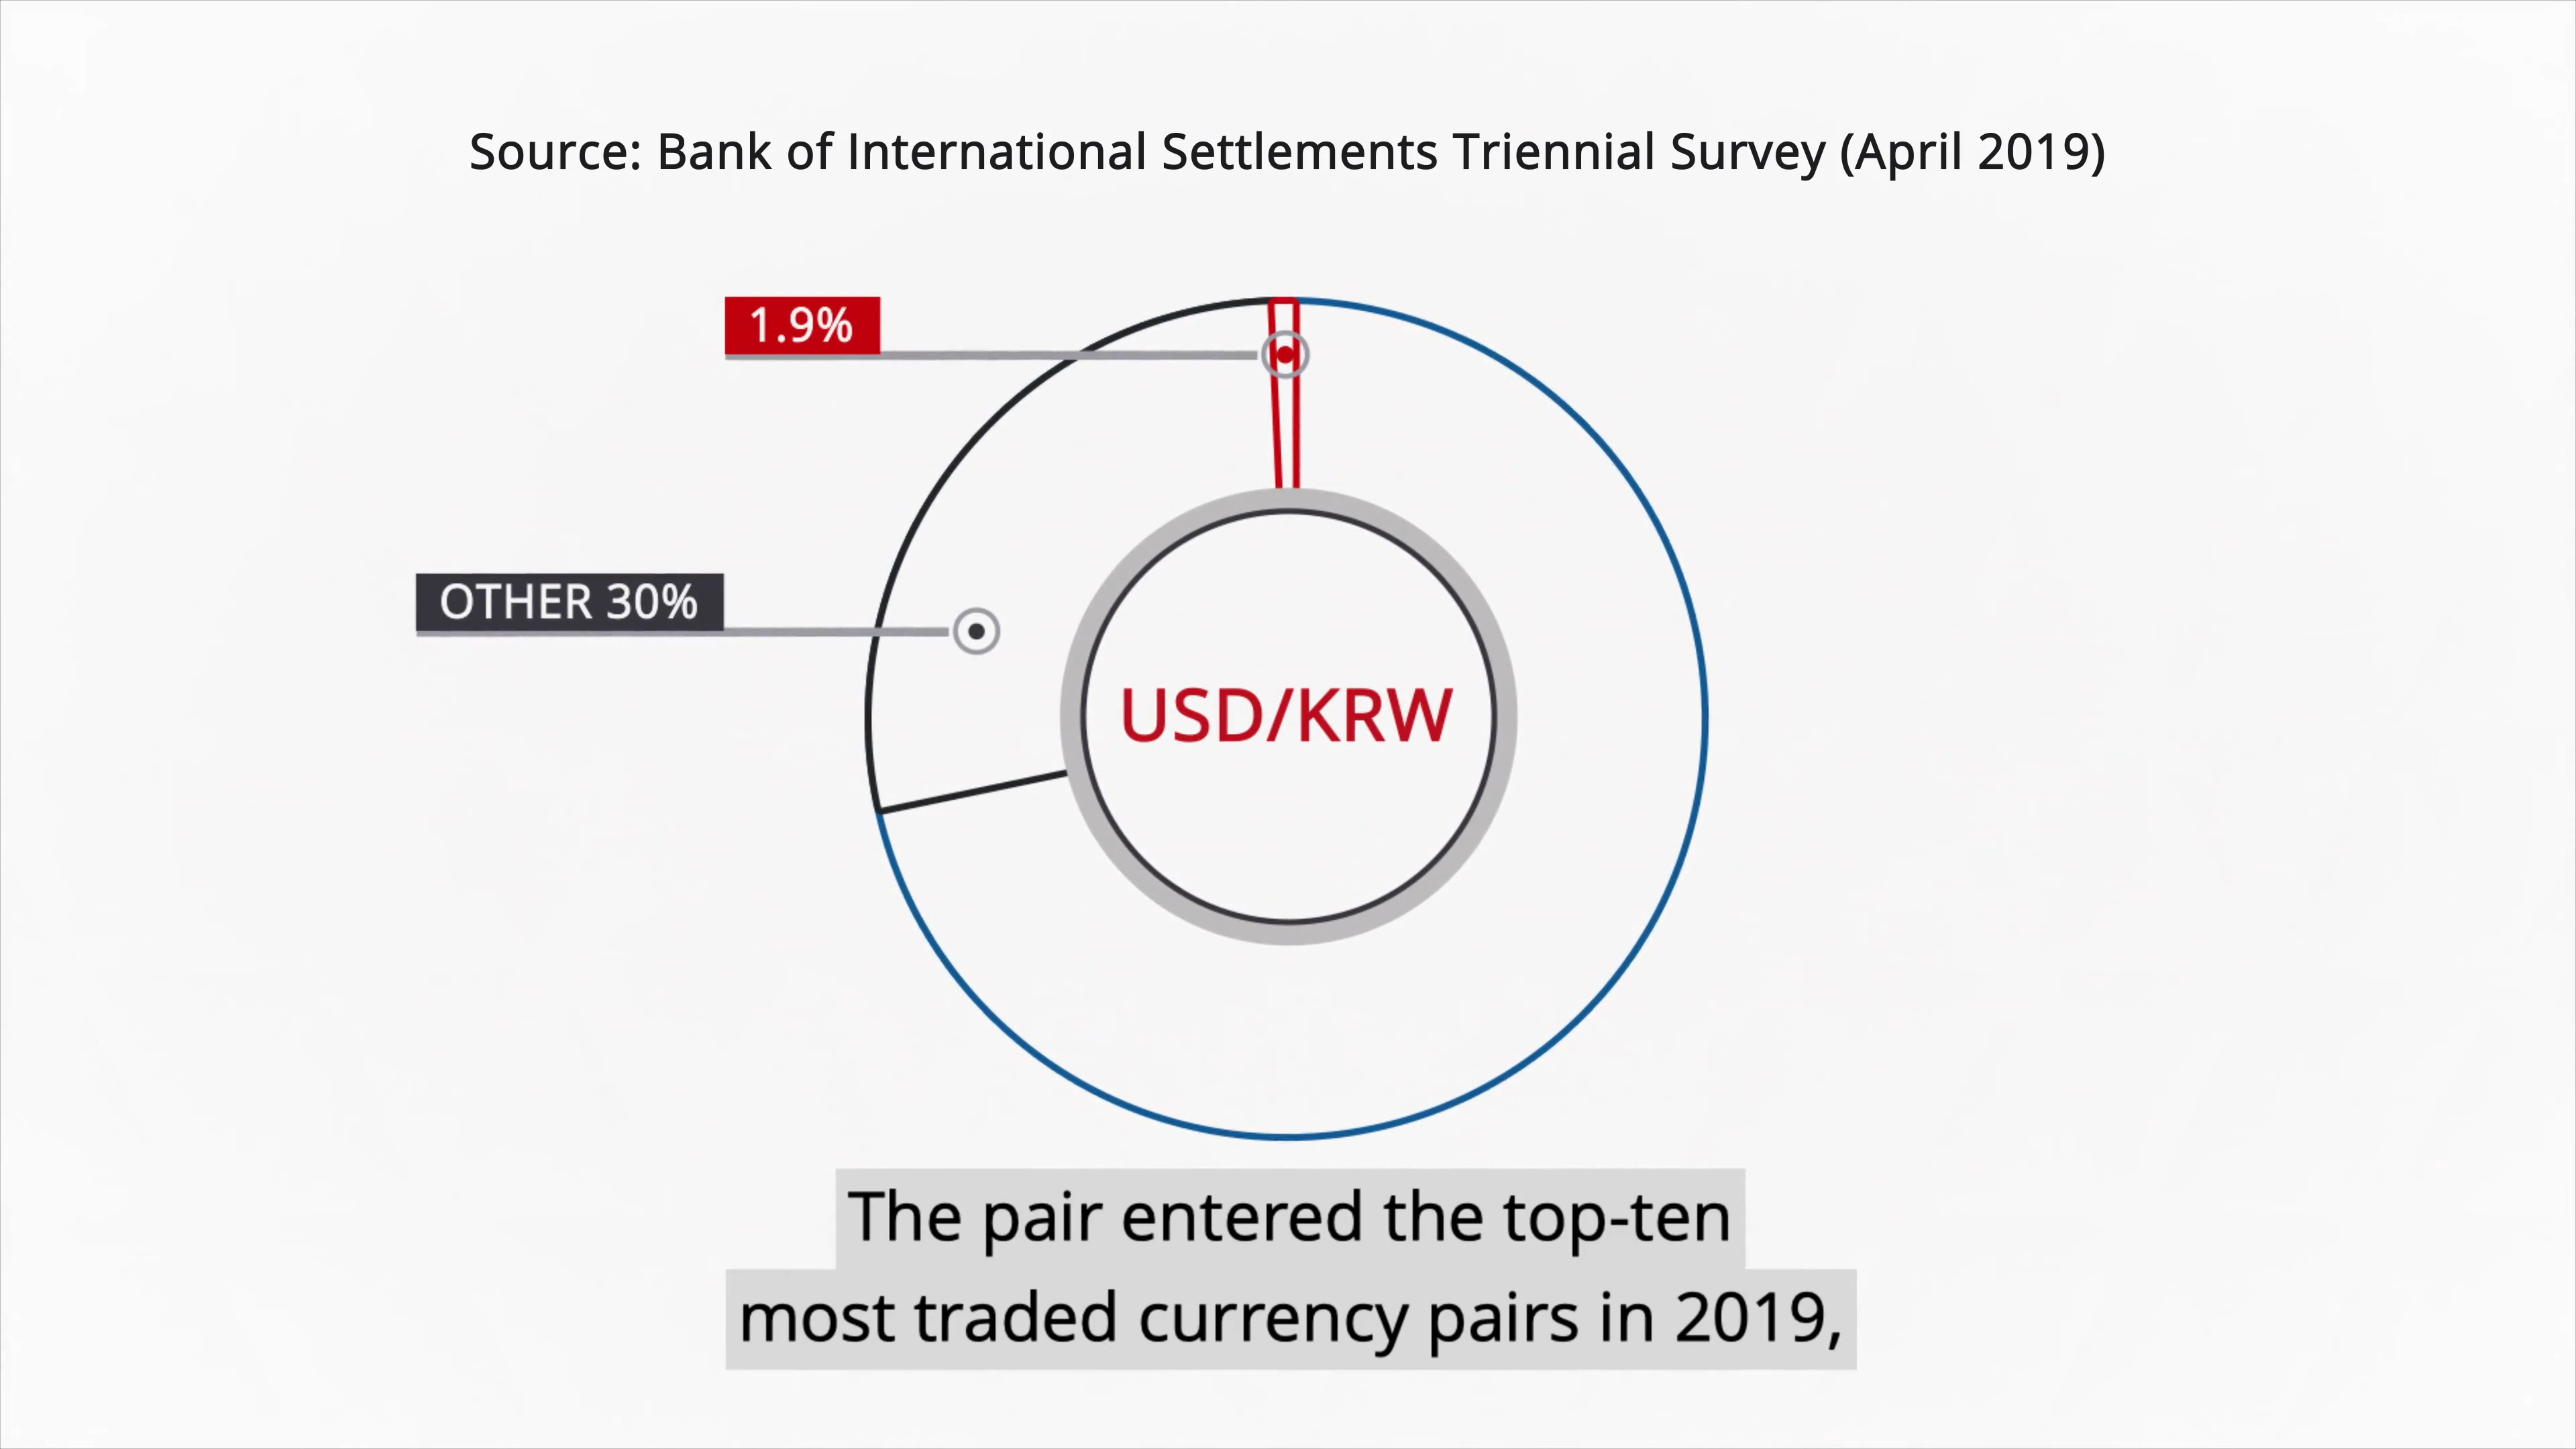 Source: Bank of International Settlements Triennial Survey (April 2019)
1.9%
OTHER 30%
USD/KRW
The pair entered the top-ten
most traded currency pairs in 2019,